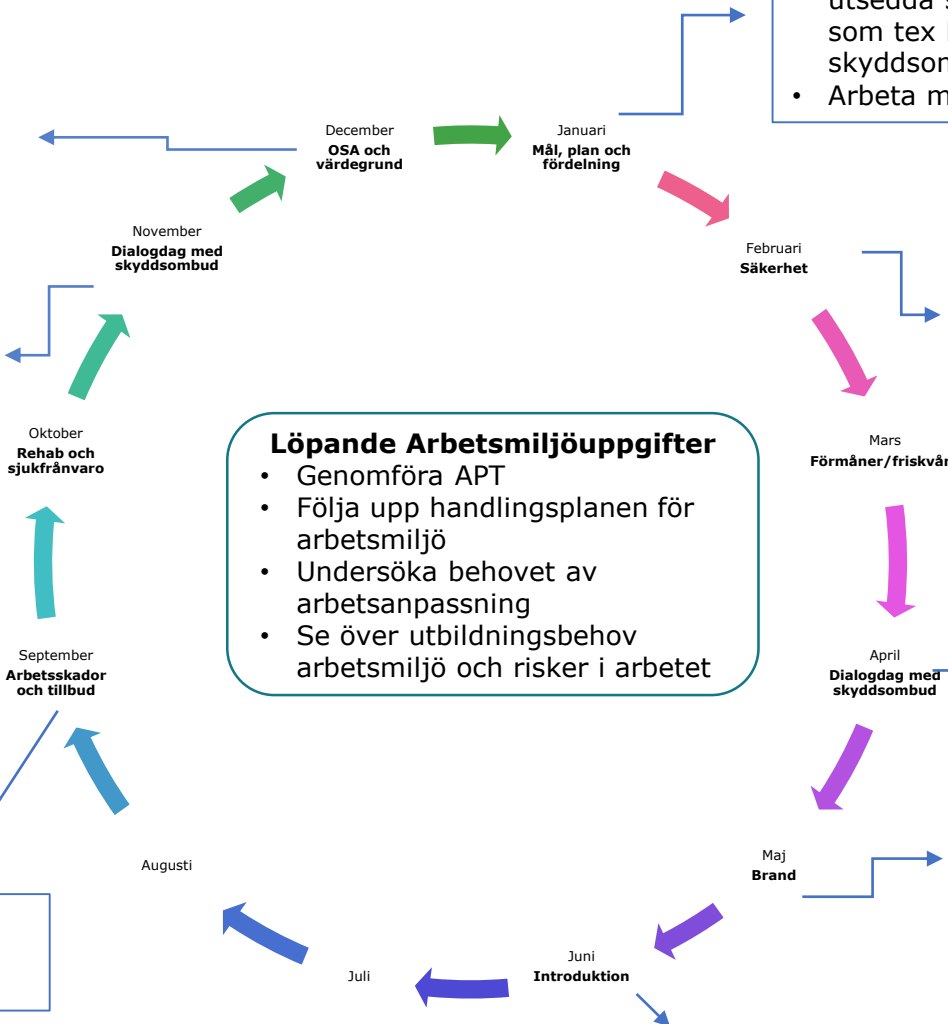 utsedda
som tex
• Arbeta
Januari
Mål, plan och
fördelning
Februari
Säkerhet
Mars
April
Dialogdag med
skyddsombud
Maj
Brand
Juni
Introduktion
Juli
Augusti
September
Arbetsskador
och tillbud
Oktober
Rehab och
sjukfrånvaro
November
Dialogdag med
skyddsombud
December
OSA och
värdegrund
Löpande Arbetsmiljöuppgifter
• Genomföra APT
• Följa upp handlingsplanen för
arbetsmiljö
• Undersöka behovet av
arbetsanpassning
• Se över utbildningsbehov
arbetsmiljö och risker i arbetet